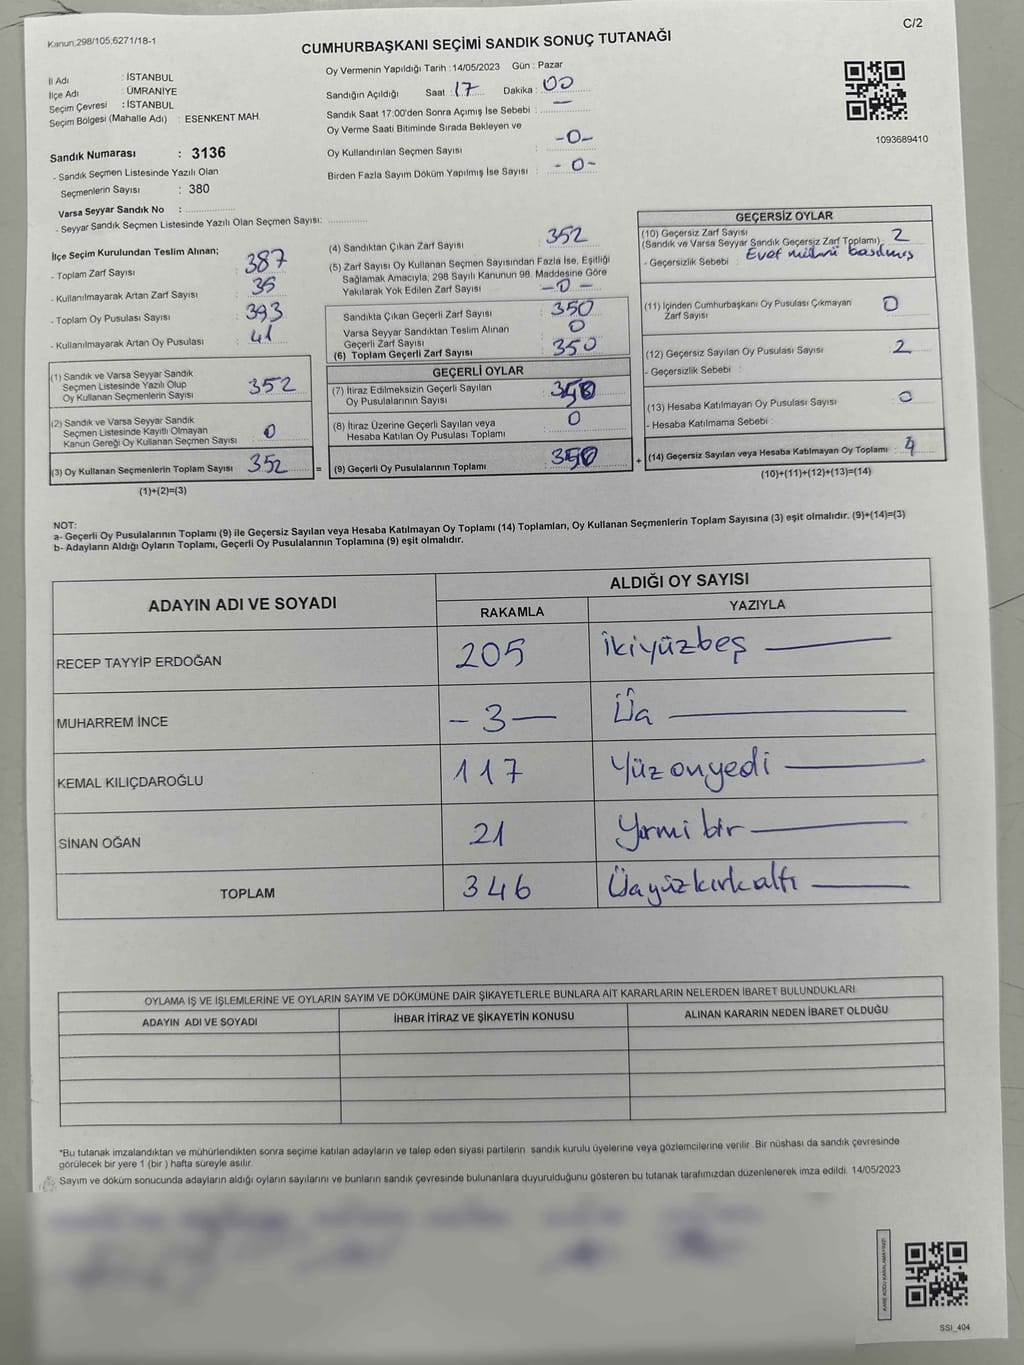 Kanun,298/105,6271/18-1
C/2
CUMHURBAŞKANI SEÇİMİ SANDIK SONUÇ TUTANAĞI
İl Adı : İSTANBUL
İlçe Adı : ÜMRANİYE
Seçim Çevresi : İSTANBUL
Seçim Bölgesi (Mahalle Adı) : ESENKENT MAH.
Sandık Numarası : 3136
- Sandık Seçmen Listesinde Yazılı Olan
Seçmenlerin Sayısı : 380
Varsa Seyyar Sandık No :
- Seyyar Sandık Seçmen Listesinde Yazılı Olan Seçmen Sayısı:
Oy Vermenin Yapıldığı Tarih :14/05/2023 Gün : Pazar
Sandığın Açıldığı Saat : 17 Dakika : 00
Sandık Saat 17:00'den Sonra Açımış İse Sebebi : —
Oy Verme Saati Bitiminde Sırada Bekleyen ve
Oy Kullandırılan Seçmen Sayısı : -0-
Birden Fazla Sayım Döküm Yapılmış İse Sayısı : -0-
1093689410
İlçe Seçim Kurulundan Teslim Alınan;
- Toplam Zarf Sayısı : 387
- Kullanılmayarak Artan Zarf Sayısı : 35
- Toplam Oy Pusulası Sayısı : 393
- Kullanılmayarak Artan Oy Pusulası : 41
(1) Sandık ve Varsa Seyyar Sandık
Seçmen Listesinde Yazılı Olup
Oy Kullanan Seçmenlerin Sayısı : 352
(2) Sandık ve Varsa Seyyar Sandık
Seçmen Listesinde Kayıtlı Olmayan
Kanun Gereği Oy Kullanan Seçmen Sayısı : 0
(3) Oy Kullanan Seçmenlerin Toplam Sayısı : 352
(1)+(2)=(3)
(4) Sandıktan Çıkan Zarf Sayısı : 352
(5) Zarf Sayısı Oy Kullanan Seçmen Sayısından Fazla İse, Eşitliği
Sağlamak Amacıyla; 298 Sayılı Kanunun 98. Maddesine Göre
Yakılarak Yok Edilen Zarf Sayısı : -0-
Sandıkta Çıkan Geçerli Zarf Sayısı : 350
Varsa Seyyar Sandıktan Teslim Alınan
Geçerli Zarf Sayısı : 0
(6) Toplam Geçerli Zarf Sayısı : 350
=
GEÇERLİ OYLAR
(7) İtiraz Edilmeksizin Geçerli Sayılan
Oy Pusulalarının Sayısı :
(8) İtiraz Üzerine Geçerli Sayılan veya
Hesaba Katılan Oy Pusulası Toplamı : 0
(9) Geçerli Oy Pusulalarının Toplamı :
+
GEÇERSİZ OYLAR
(10) Geçersiz Zarf Sayısı
(Sandık ve Varsa Seyyar Sandık Geçersiz Zarf Toplamı) : 2
- Geçersizlik Sebebi : Evet mührü basılmış
(11) İçinden Cumhurbaşkanı Oy Pusulası Çıkmayan
Zarf Sayısı : 0
(12) Geçersiz Sayılan Oy Pusulası Sayısı : 2
- Geçersizlik Sebebi :
(13) Hesaba Katılmayan Oy Pusulası Sayısı : 0
- Hesaba Katılmama Sebebi :
(14) Geçersiz Sayılan veya Hesaba Katılmayan Oy Toplamı : 4
(10)+(11)+(12)+(13)=(14)
NOT:
a- Geçerli Oy Pusulalarının Toplamı (9) ile Geçersiz Sayılan veya Hesaba Katılmayan Oy Toplamı (14) Toplamları, Oy Kullanan Seçmenlerin Toplam Sayısına (3) eşit olmalıdır. (9)+(14)=(3)
b- Adayların Aldığı Oyların Toplamı, Geçerli Oy Pusulalarının Toplamına (9) eşit olmalıdır.
ADAYIN ADI VE SOYADI
ALDIĞI OY SAYISI
RAKAMLA YAZIYLA
RECEP TAYYİP ERDOĞAN 205 İkiyüzbeş —
MUHARREM İNCE -3— Üç —
KEMAL KILIÇDAROĞLU 117 Yüzonyedi —
SİNAN OĞAN 21 Yirmi bir —
TOPLAM 346 Üçyüzkırkaltı —
OYLAMA İŞ VE İŞLEMLERİNE VE OYLARIN SAYIM VE DÖKÜMÜNE DAİR ŞİKAYETLERLE BUNLARA AİT KARARLARIN NELERDEN İBARET BULUNDUKLARI
ADAYIN ADI VE SOYADI İHBAR İTİRAZ VE ŞİKAYETİN KONUSU ALINAN KARARIN NEDEN İBARET OLDUĞU
*Bu tutanak imzalandıktan ve mühürlendikten sonra seçime katılan adayların ve talep eden siyasi partilerin sandık kurulu üyelerine veya gözlemcilerine verilir. Bir nüshası da sandık çevresinde
görülecek bir yere 1 (bir ) hafta süreyle asılır.
Sayım ve döküm sonucunda adayların aldığı oyların sayılarını ve bunların sandık çevresinde bulunanlara duyurulduğunu gösteren bu tutanak tarafımızdan düzenlenerek imza edildi. 14/05/2023
SSI_404